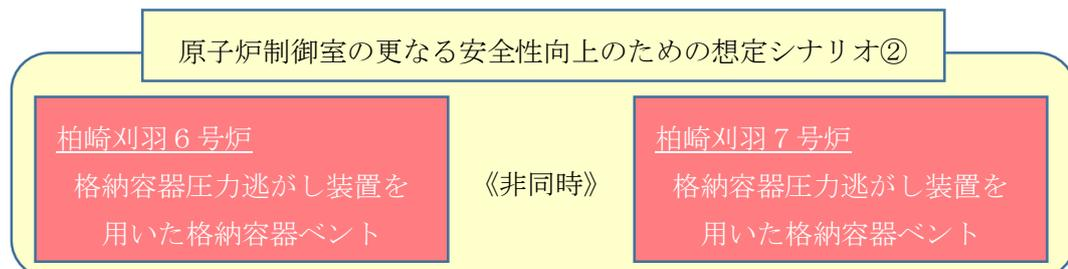 原子炉制御室の更なる安全性向上のための想定シナリオ②
柏崎刈羽６号炉
格納容器圧力逃がし装置を
用いた格納容器ベント
《非同時》
柏崎刈羽７号炉
格納容器圧力逃がし装置を
用いた格納容器ベント